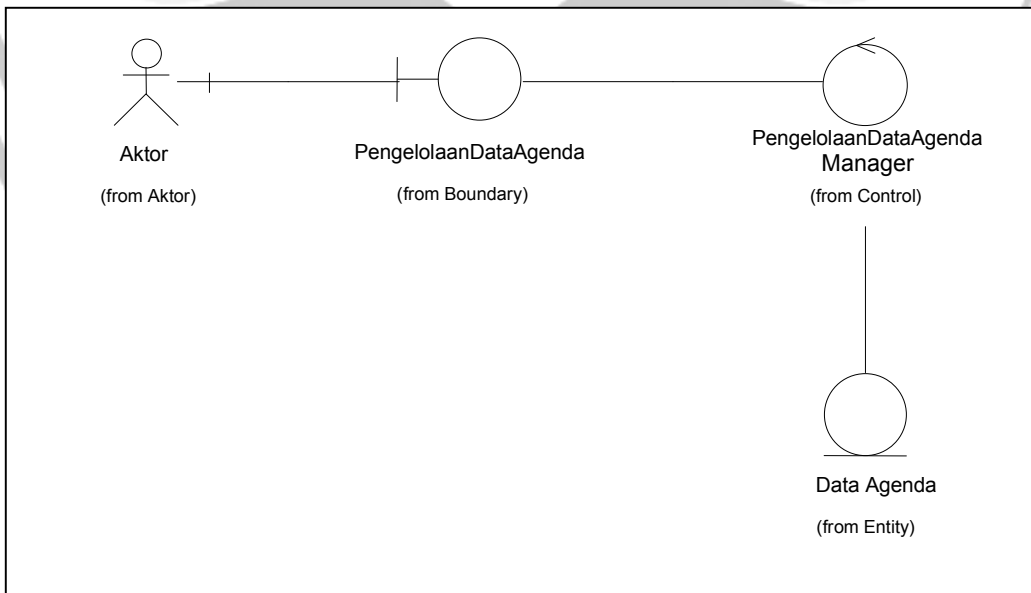 Aktor
(from Aktor)
PengelolaanDataAgenda
(from Boundary)
PengelolaanDataAgenda
Manager
(from Control)
Data Agenda
(from Entity)